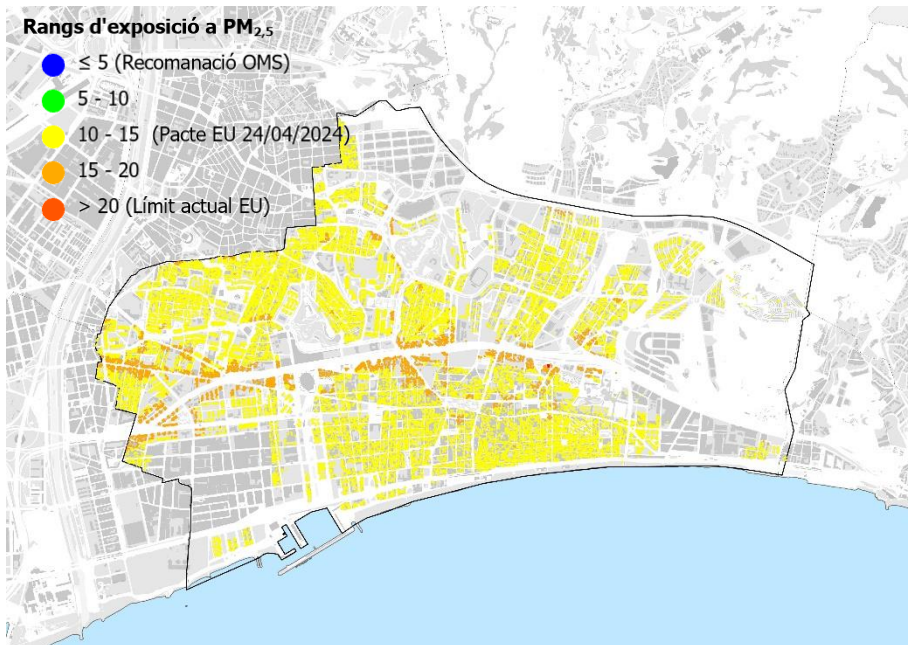 Rangs d'exposició a PM2,5
≤ 5 (Recomanació OMS)
5 - 10
10 - 15 (Pacte EU 24/04/2024)
15 - 20
> 20 (Límit actual EU)